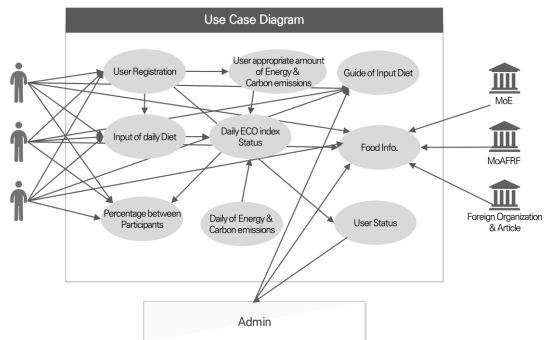 Use Case Diagram
User Registration
User appropriate amount
of Energy &
Carbon emissions
Guide of Input Diet
MoE
Input of daily Diet
Daily ECO index
Status
Food Info.
MoAFRF
Percentage between
Participants
Daily of Energy &
Carbon emissions
User Status
Foreign Organization
& Article
Admin